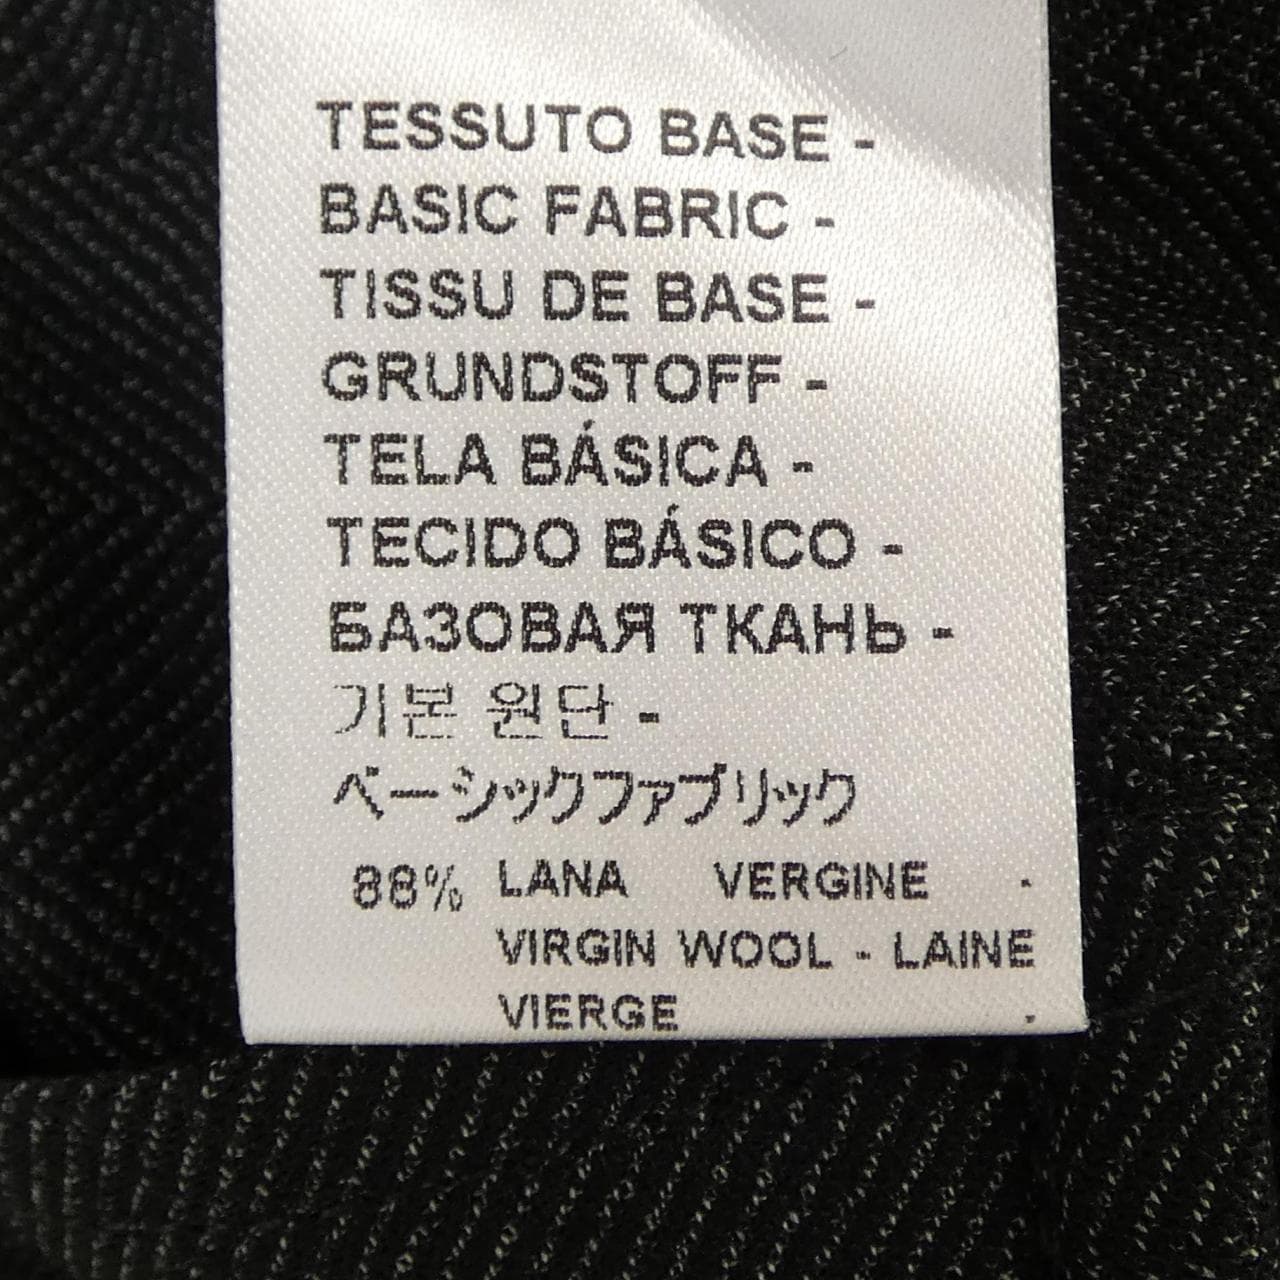 TESSUTO BASE -
BASIC FABRIC -
TISSU DE BASE -
GRUNDSTOFF -
TELA BÁSICA -
TECIDO BÁSICO -
БАЗОВАЯ ТКАНЬ -
기본 원단 -
ベーシックファブリック
88% LANA VERGINE -
VIRGIN WOOL - LAINE
VIERGE -